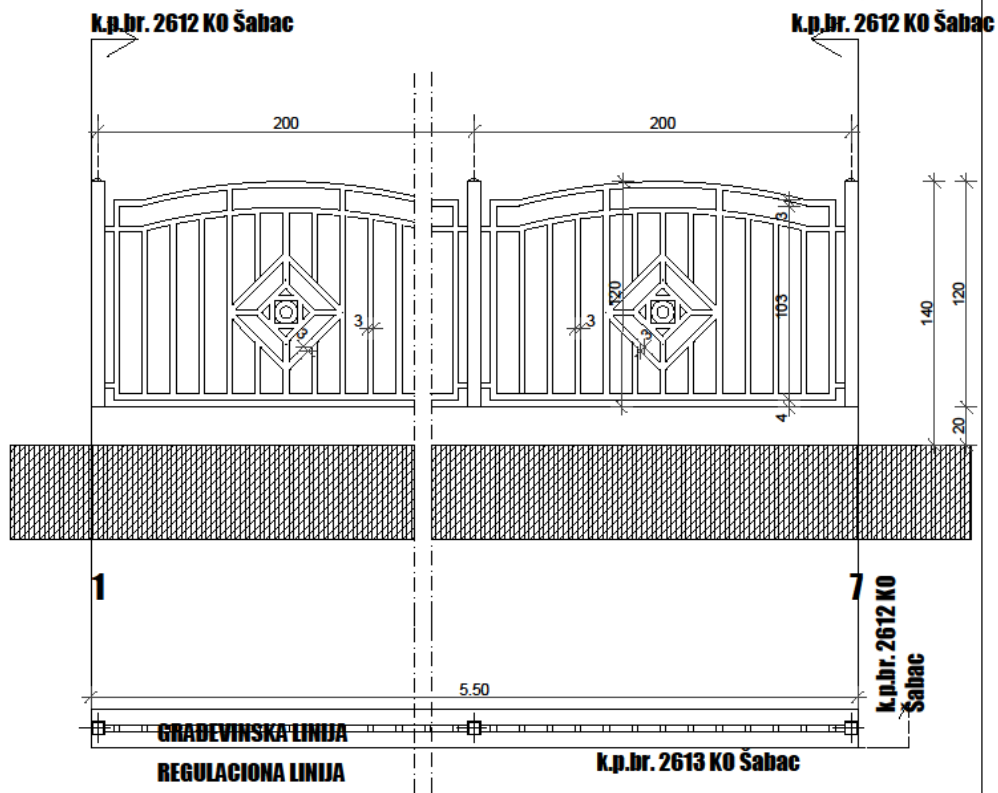 k.p.br. 2612 KO Šabac
k.p.br. 2612 KO Šabac
200
200
3
120
3
3
3
3
103
4
140
120
20
1
7
k.p.br. 2612 KO
Šabac
5.50
GRAĐEVINSKA LINIJA
REGULACIONA LINIJA
k.p.br. 2613 KO Šabac